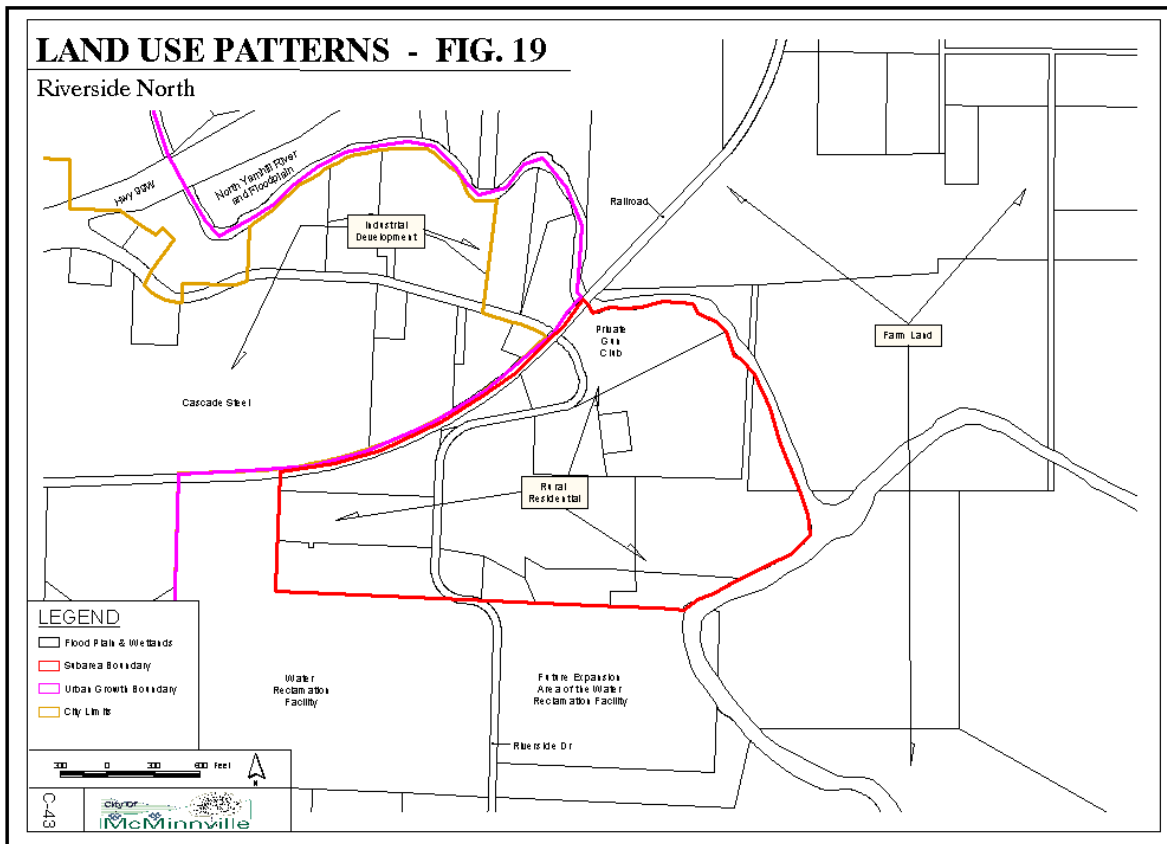 LAND USE PATTERNS - FIG. 19
Riverside North
Hwy 99W
North Yamhill River
and Floodplain
Industrial
Development
Railroad
Private
Gun
Club
Farm Land
Cascade Steel
Rural
Residential
LEGEND
Flood Plain & Wetlands
Subarea Boundary
Urban Growth Boundary
City Limits
Water
Reclamation
Facility
Future Expansion
Area of the Water
Reclamation Facility
Riverside Dr
300 0 300 600 Feet
N
C-43
City Of
McMinnville